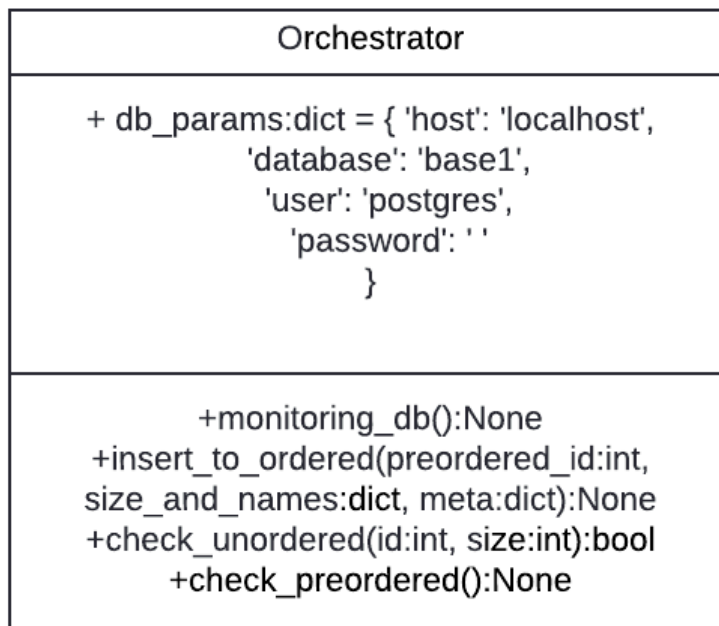 Orchestrator
+ db_params:dict = { 'host': 'localhost',
'database': 'base1',
'user': 'postgres',
'password': ' '
}
+monitoring_db():None
+insert_to_ordered(preordered_id:int,
size_and_names:dict, meta:dict):None
+check_unordered(id:int, size:int):bool
+check_preordered():None